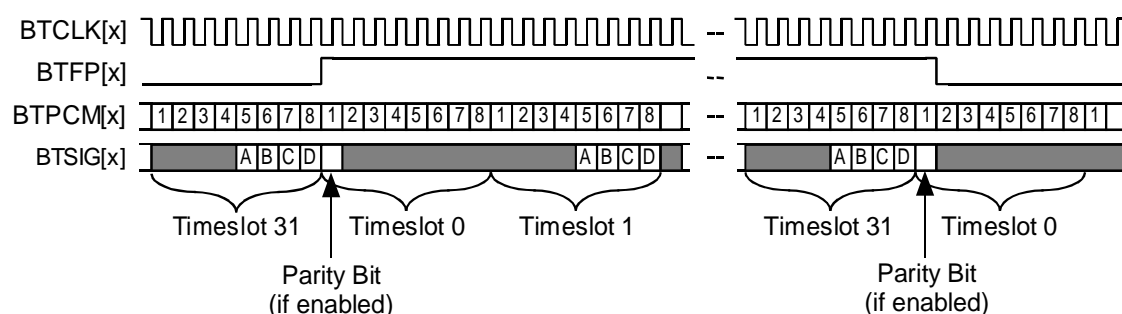 BTCLK[x] --
BTFP[x] --
BTPCM[x] 1 2 3 4 5 6 7 8 1 2 3 4 5 6 7 8 1 2 3 4 5 6 7 8 -- 1 2 3 4 5 6 7 8 1 2 3 4 5 6 7 8 1
BTSIG[x] A B C D A B C D -- A B C D
Timeslot 31 Timeslot 0 Timeslot 1 Timeslot 31 Timeslot 0
Parity Bit Parity Bit
(if enabled) (if enabled)